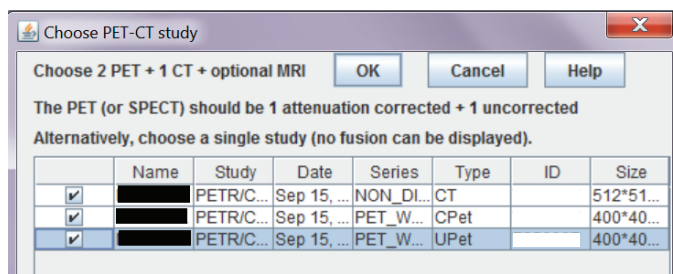 Choose PET-CT study
Choose 2 PET + 1 CT + optional MRI OK Cancel Help
The PET (or SPECT) should be 1 attenuation corrected + 1 uncorrected
Alternatively, choose a single study (no fusion can be displayed).
Name Study Date Series Type ID Size
PETR/C... Sep 15, ... NON_DI... CT 512*51...
PETR/C... Sep 15, ... PET_W... CPet 400*40...
PETR/C... Sep 15, ... PET_W... UPet 400*40...